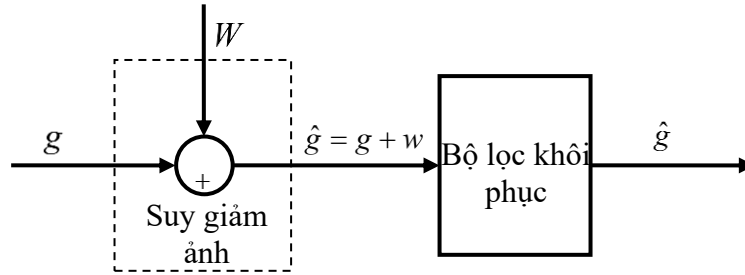 W
g
+
Suy giảm
ảnh
ĝ = g + w
Bộ lọc khôi
phục
ĝ